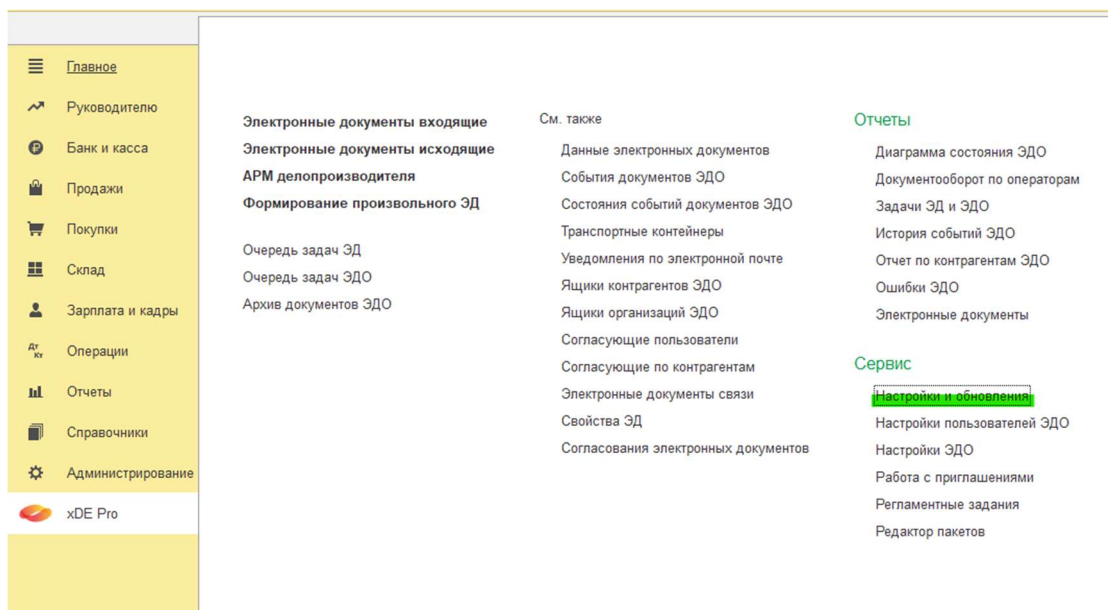 Главное
Руководителю
Банк и касса
Продажи
Покупки
Склад
Зарплата и кадры
Дт Кт
Операции
Отчеты
Справочники
Администрирование
xDE Pro
Электронные документы входящие
Электронные документы исходящие
АРМ делопроизводителя
Формирование произвольного ЭД
Очередь задач ЭД
Очередь задач ЭДО
Архив документов ЭДО
См. также
Данные электронных документов
События документов ЭДО
Состояния событий документов ЭДО
Транспортные контейнеры
Уведомления по электронной почте
Ящики контрагентов ЭДО
Ящики организаций ЭДО
Согласующие пользователи
Согласующие по контрагентам
Электронные документы связи
Свойства ЭД
Согласования электронных документов
Отчеты
Диаграмма состояния ЭДО
Документооборот по операторам
Задачи ЭД и ЭДО
История событий ЭДО
Отчет по контрагентам ЭДО
Ошибки ЭДО
Электронные документы
Сервис
Настройки и обновления
Настройки пользователей ЭДО
Настройки ЭДО
Работа с приглашениями
Регламентные задания
Редактор пакетов